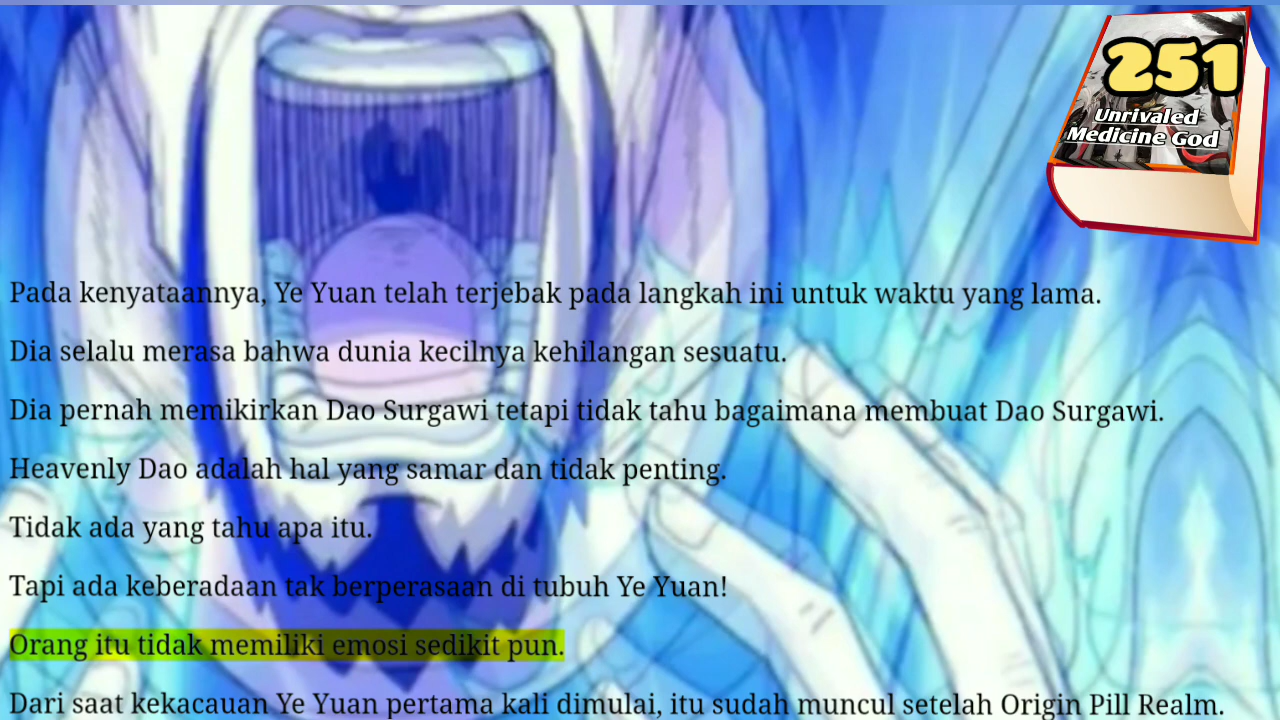 251
Unrivaled
Medicine God
Pada kenyataannya, Ye Yuan telah terjebak pada langkah ini untuk waktu yang lama.
Dia selalu merasa bahwa dunia kecilnya kehilangan sesuatu.
Dia pernah memikirkan Dao Surgawi tetapi tidak tahu bagaimana membuat Dao Surgawi.
Heavenly Dao adalah hal yang samar dan tidak penting.
Tidak ada yang tahu apa itu.
Tapi ada keberadaan tak berperasaan di tubuh Ye Yuan!
Orang itu tidak memiliki emosi sedikit pun.
Dari saat kekacauan Ye Yuan pertama kali dimulai, itu sudah muncul setelah Origin Pill Realm.